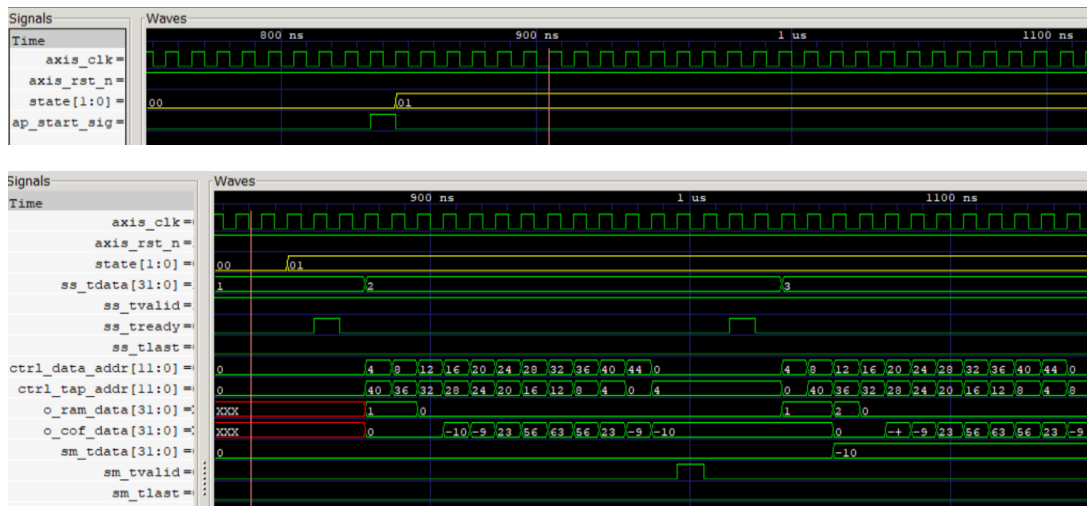 Signals Waves
Time 800 ns 900 ns 1 us 1100 ns
axis_clk=
axis_rst_n=
state[1:0]= 00 01
ap_start_sig=
Signals Waves
Time 900 ns 1 us 1100 ns
axis_clk=
axis_rst_n=
state[1:0]= 00 01
ss_tdata[31:0]= 1 2 3
ss_tvalid=
ss_tready=
ss_tlast=
ctrl_data_addr[11:0]= 0 4 8 12 16 20 24 28 32 36 40 44 0 4 8 12 16 20 24 28 32 36 40 44 0
ctrl_tap_addr[11:0]= 0 40 36 32 28 24 20 16 12 8 4 0 4 0 40 36 32 28 24 20 16 12 8 4 8
o_ram_data[31:0]= XXX 1 0 1 2 0
o_cof_data[31:0]= XXX 0 -10 -9 23 56 63 56 23 -9 -10 0 -+ -9 23 56 63 56 23 -9
sm_tdata[31:0]= 0 -10
sm_tvalid=
sm_tlast=